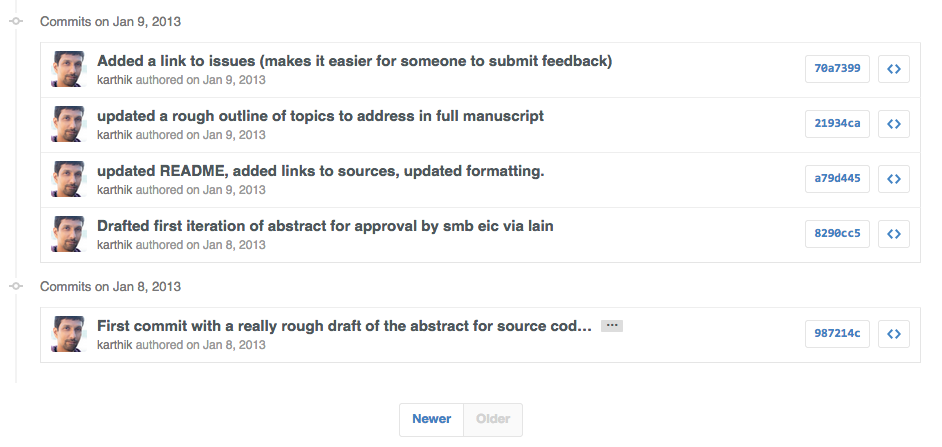 Commits on Jan 9, 2013
Added a link to issues (makes it easier for someone to submit feedback)
karthik authored on Jan 9, 2013
70a7399
updated a rough outline of topics to address in full manuscript
karthik authored on Jan 9, 2013
21934ca
updated README, added links to sources, updated formatting.
karthik authored on Jan 9, 2013
a79d445
Drafted first iteration of abstract for approval by smb eic via Iain
karthik authored on Jan 8, 2013
8290cc5
Commits on Jan 8, 2013
First commit with a really rough draft of the abstract for source cod… …
karthik authored on Jan 8, 2013
987214c
Newer Older